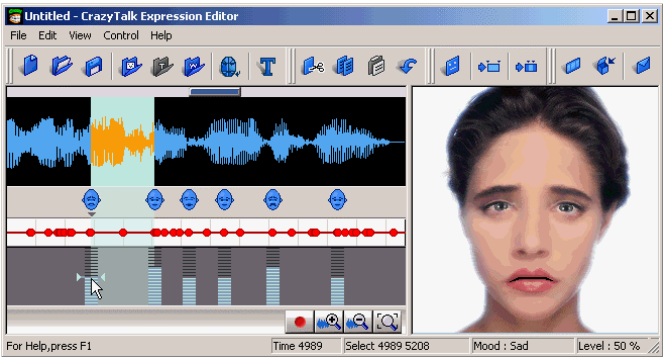 Untitled - CrazyTalk Expression Editor
File Edit View Control Help
T
For Help,press F1 Time 4989 Select 4989 5208 Mood : Sad Level : 50 %